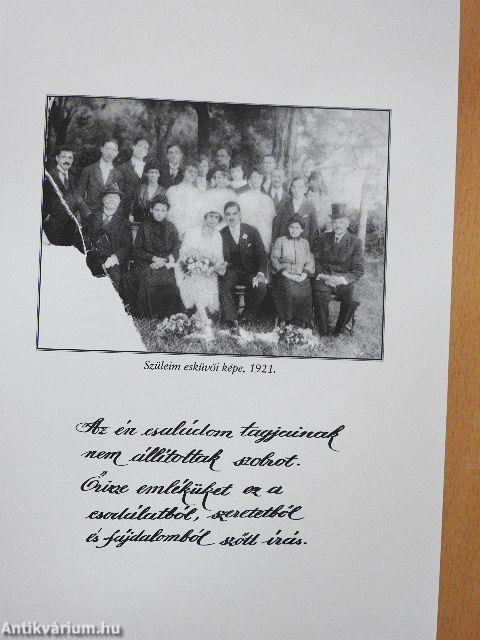 Szüleim esküvői képe, 1921.
Az én családom tagjainak
nem állítottak szobrot.
Őrizze emléküket ez a
csodálatból, szeretetből
és fájdalomból szőtt írás.
Antikvárium.hu